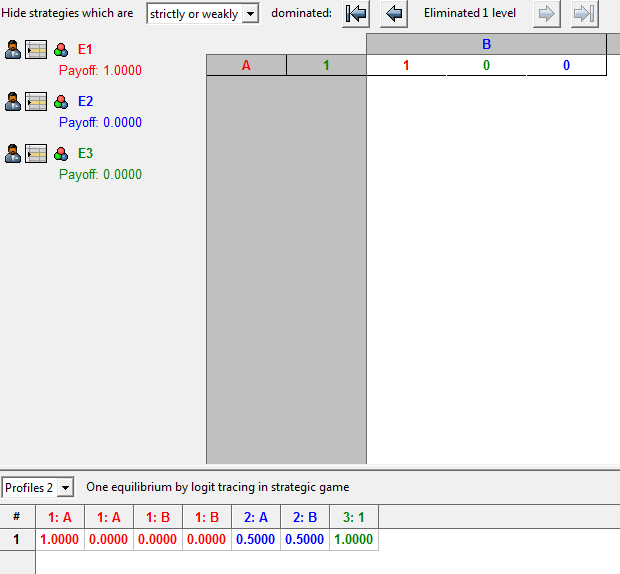 Hide strategies which are strictly or weakly dominated: Eliminated 1 level
E1
Payoff: 1.0000
E2
Payoff: 0.0000
E3
Payoff: 0.0000
B
A 1 1 0 0
Profiles 2 One equilibrium by logit tracing in strategic game
# 1: A 1: A 1: B 1: B 2: A 2: B 3: 1
1 1.0000 0.0000 0.0000 0.0000 0.5000 0.5000 1.0000